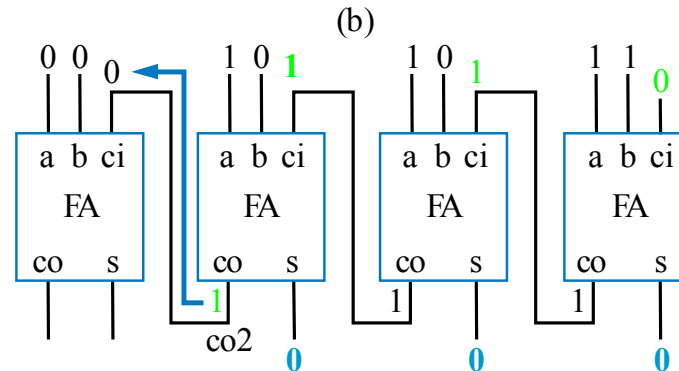 (b)
0 0 0 1 0 1 1 0 1 1 1 0
a b ci a b ci a b ci a b ci
FA FA FA FA
co s co s co s co s
1 1 1
co2
0 0 0